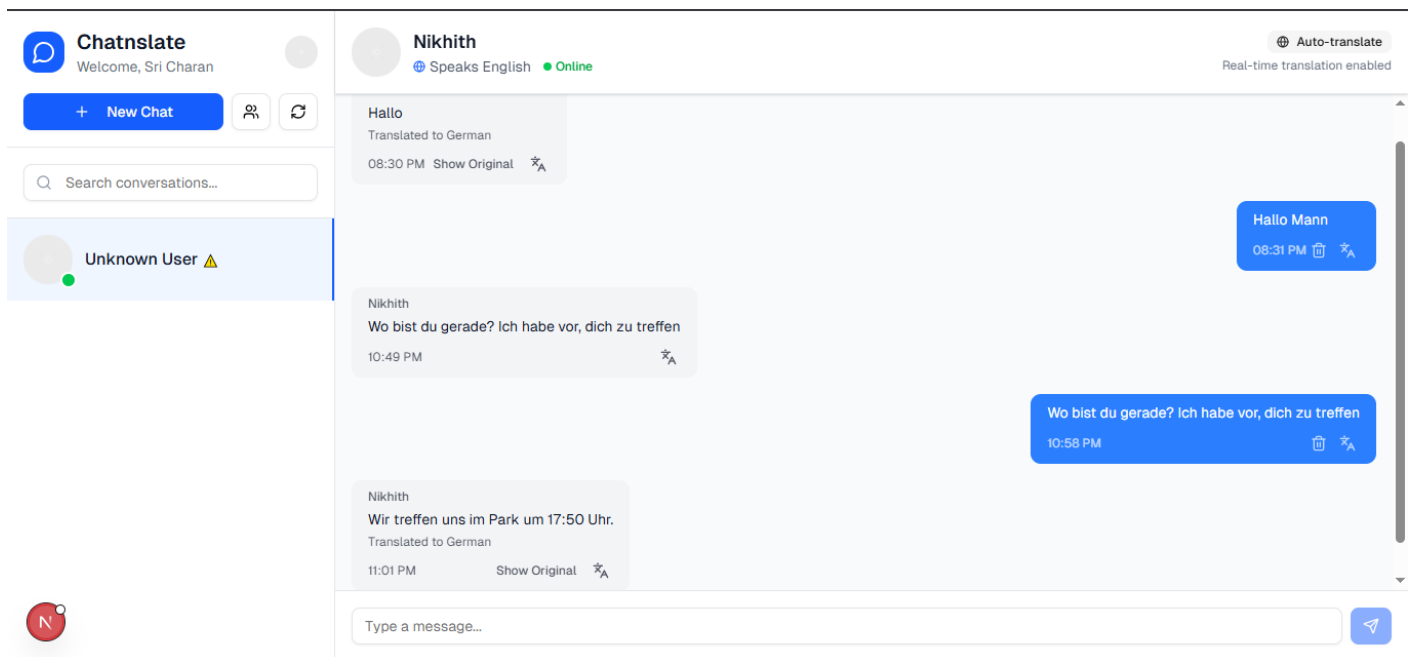 Chatnslate
Welcome, Sri Charan
+ New Chat
Search conversations...
Unknown User ⚠
N
Nikhith
Speaks English Online
Auto-translate
Real-time translation enabled
Hallo
Translated to German
08:30 PM Show Original
Hallo Mann
08:31 PM
Nikhith
Wo bist du gerade? Ich habe vor, dich zu treffen
10:49 PM
Wo bist du gerade? Ich habe vor, dich zu treffen
10:58 PM
Nikhith
Wir treffen uns im Park um 17:50 Uhr.
Translated to German
11:01 PM Show Original
Type a message...